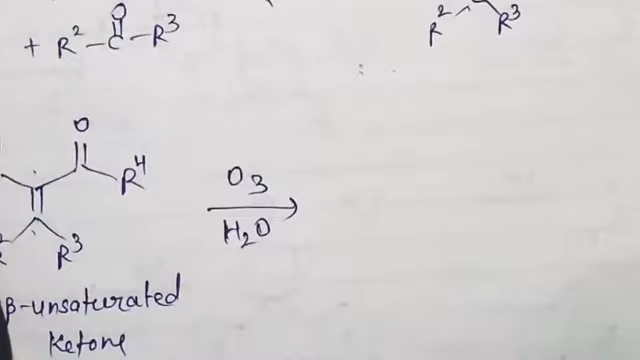 O
+ R² – C – R³
R² R³
O
R⁴
O₃
H₂O
R³
β-unsaturated
Ketone